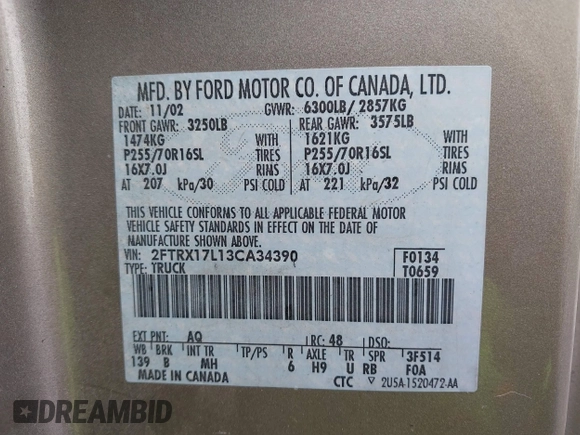 MFD. BY FORD MOTOR CO. OF CANADA, LTD.
DATE: 11/02 GVWR: 6300LB/ 2857KG
FRONT GAWR: 3250LB REAR GAWR: 3575LB
1474KG WITH 1621KG WITH
P255/70R16SL TIRES P255/70R16SL TIRES
16X7.0J RIMS 16X7.0J RIMS
AT 207 kPa/30 PSI COLD AT 221 kPa/32 PSI COLD
THIS VEHICLE CONFORMS TO ALL APPLICABLE FEDERAL MOTOR
VEHICLE SAFETY STANDARDS IN EFFECT ON THE DATE OF
MANUFACTURE SHOWN ABOVE.
VIN: 2FTRX17L13CA34390 F0134
TYPE: TRUCK T0659
EXT PNT: AQ RC: 48 DSO:
WB BRK INT TR TP/PS R AXLE TR SPR 3F514
139 B MH 6 H9 U RB F0A
MADE IN CANADA CTC 2U5A-1520472-AA
DREAMBID